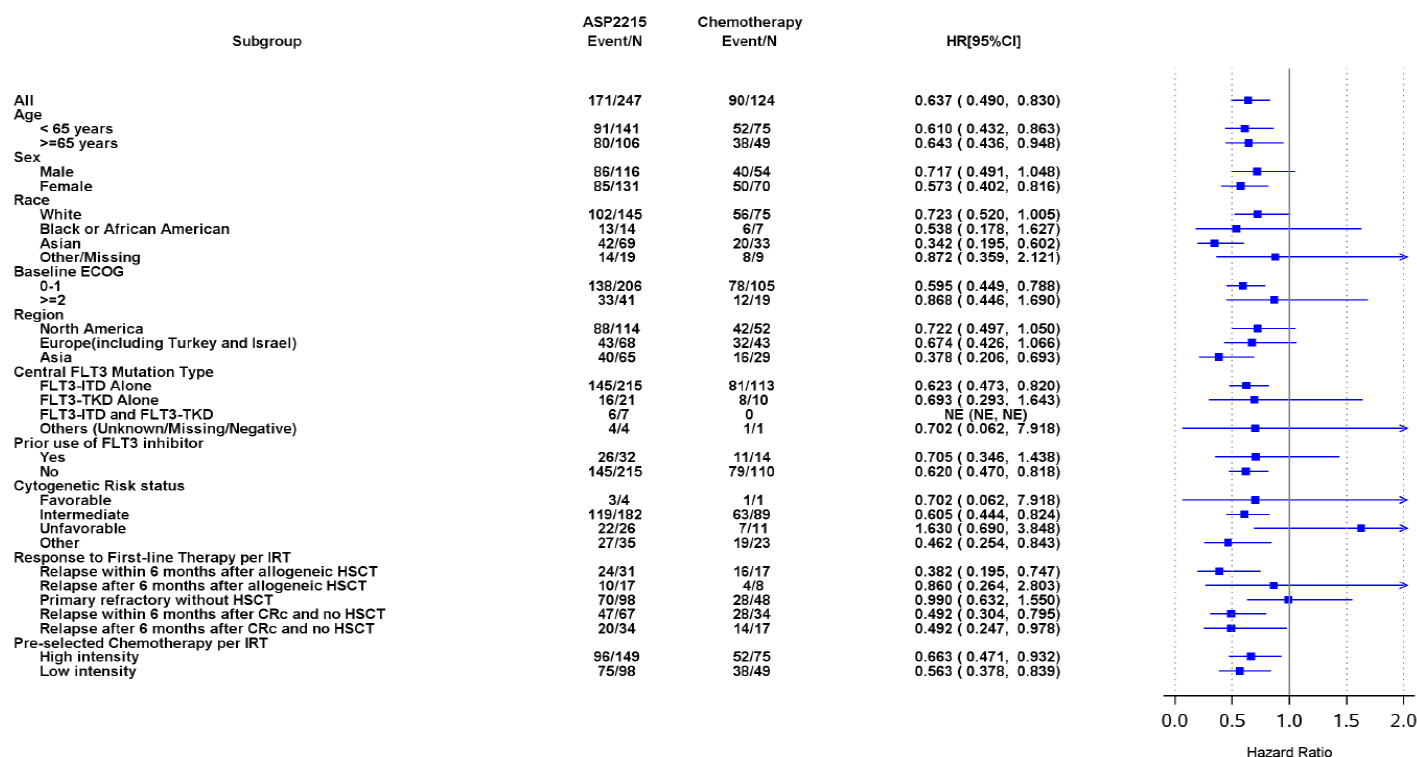 ASP2215 Chemotherapy
Subgroup Event/N Event/N HR[95%CI]
All 171/247 90/124 0.637 ( 0.490, 0.830)
Age
< 65 years 91/141 52/75 0.610 ( 0.432, 0.863)
>=65 years 80/106 38/49 0.643 ( 0.436, 0.948)
Sex
Male 86/116 40/54 0.717 ( 0.491, 1.048)
Female 85/131 50/70 0.573 ( 0.402, 0.816)
Race
White 102/145 56/75 0.723 ( 0.520, 1.005)
Black or African American 13/14 6/7 0.538 ( 0.178, 1.627)
Asian 42/69 20/33 0.342 ( 0.195, 0.602)
Other/Missing 14/19 8/9 0.872 ( 0.359, 2.121)
Baseline ECOG
0-1 138/206 78/105 0.595 ( 0.449, 0.788)
>=2 33/41 12/19 0.868 ( 0.446, 1.690)
Region
North America 88/114 42/52 0.722 ( 0.497, 1.050)
Europe(including Turkey and Israel) 43/68 32/43 0.674 ( 0.426, 1.066)
Asia 40/65 16/29 0.378 ( 0.206, 0.693)
Central FLT3 Mutation Type
FLT3-ITD Alone 145/215 81/113 0.623 ( 0.473, 0.820)
FLT3-TKD Alone 16/21 8/10 0.693 ( 0.293, 1.643)
FLT3-ITD and FLT3-TKD 6/7 0 NE (NE, NE)
Others (Unknown/Missing/Negative) 4/4 1/1 0.702 ( 0.062, 7.918)
Prior use of FLT3 inhibitor
Yes 26/32 11/14 0.705 ( 0.346, 1.438)
No 145/215 79/110 0.620 ( 0.470, 0.818)
Cytogenetic Risk status
Favorable 3/4 1/1 0.702 ( 0.062, 7.918)
Intermediate 119/182 63/89 0.605 ( 0.444, 0.824)
Unfavorable 22/26 7/11 1.630 ( 0.690, 3.848)
Other 27/35 19/23 0.462 ( 0.254, 0.843)
Response to First-line Therapy per IRT
Relapse within 6 months after allogeneic HSCT 24/31 16/17 0.382 ( 0.195, 0.747)
Relapse after 6 months after allogeneic HSCT 10/17 4/8 0.860 ( 0.264, 2.803)
Primary refractory without HSCT 70/98 28/48 0.990 ( 0.632, 1.550)
Relapse within 6 months after CRc and no HSCT 47/67 28/34 0.492 ( 0.304, 0.795)
Relapse after 6 months after CRc and no HSCT 20/34 14/17 0.492 ( 0.247, 0.978)
Pre-selected Chemotherapy per IRT
High intensity 96/149 52/75 0.663 ( 0.471, 0.932)
Low intensity 75/98 38/49 0.563 ( 0.378, 0.839)
0.0 0.5 1.0 1.5 2.0
Hazard Ratio